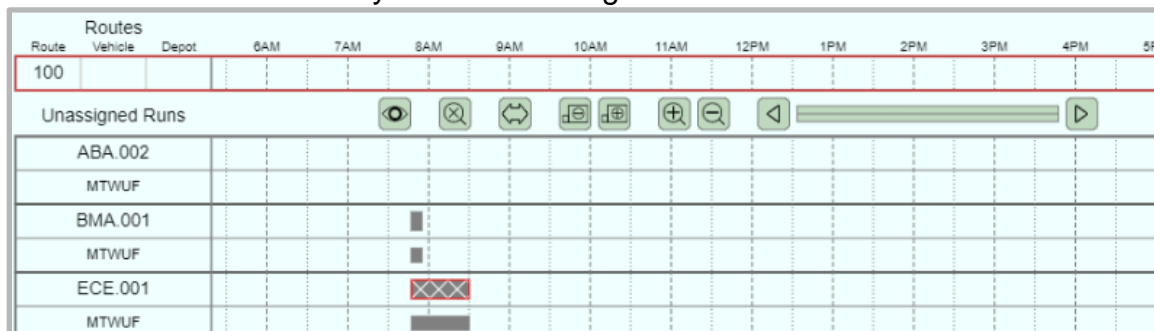 Routes
Route Vehicle Depot 6AM 7AM 8AM 9AM 10AM 11AM 12PM 1PM 2PM 3PM 4PM
100
Unassigned Runs
ABA.002
MTWUF
BMA.001
MTWUF
ECE.001
MTWUF